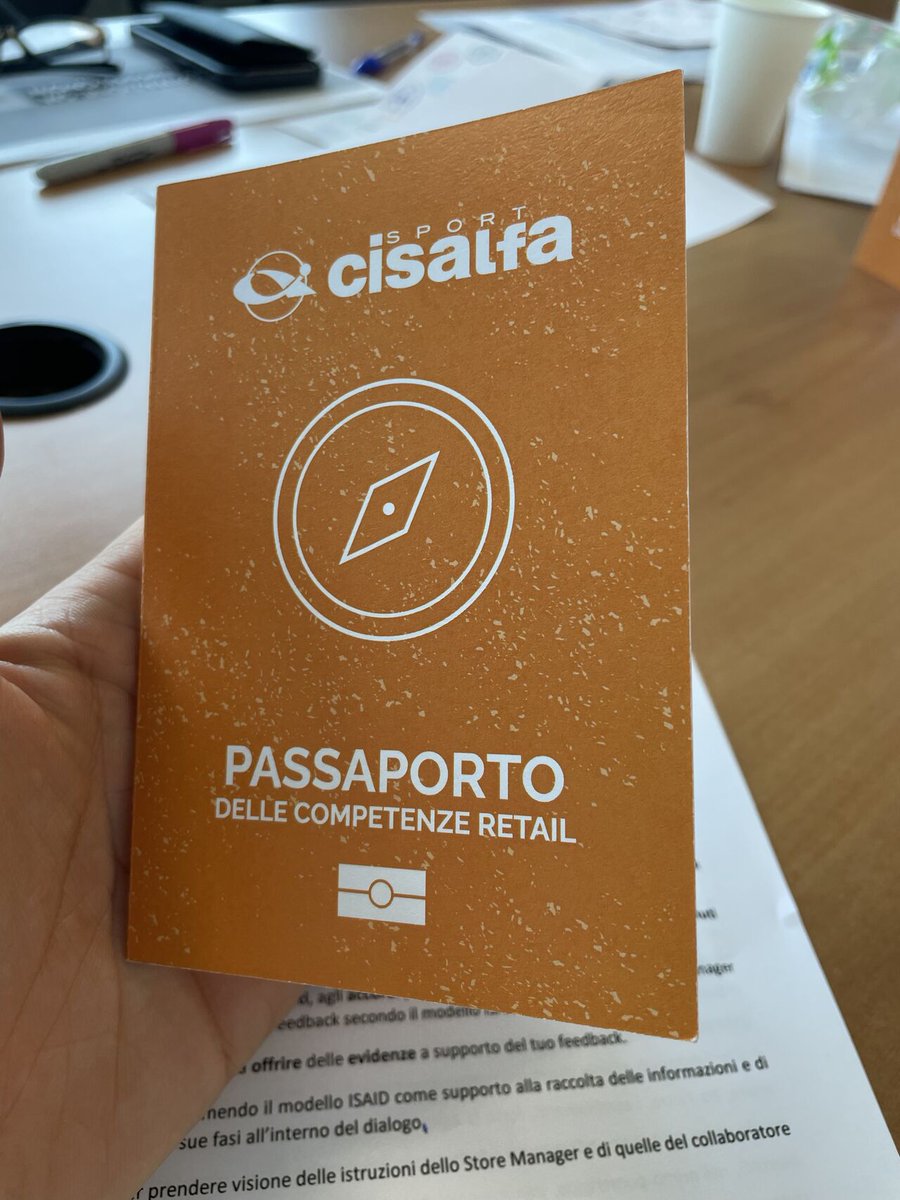 SPORT
cisalfa
PASSAPORTO
DELLE COMPETENZE RETAIL
feedback secondo il modello
offrire delle evidenze a supporto del tuo feedback.
il modello ISAID come supporto alla raccolta delle informazioni e di
sue fasi all'interno del dialogo.
prendere visione delle istruzioni dello Store Manager e di quelle del collaboratore